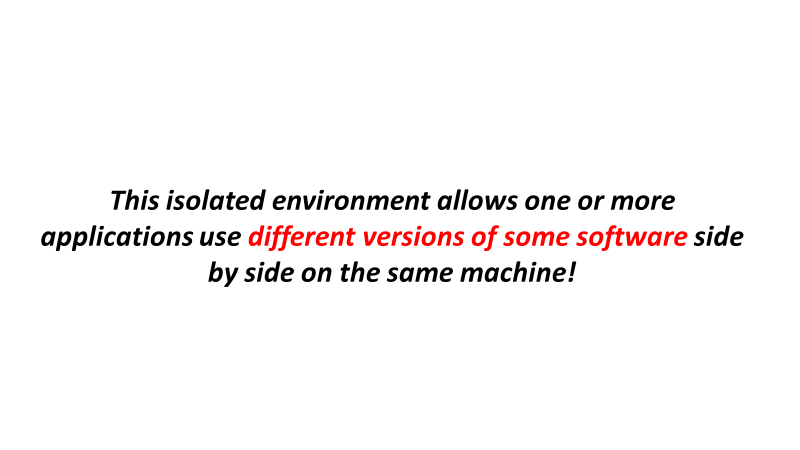 This isolated environment allows one or more
applications use different versions of some software side
by side on the same machine!